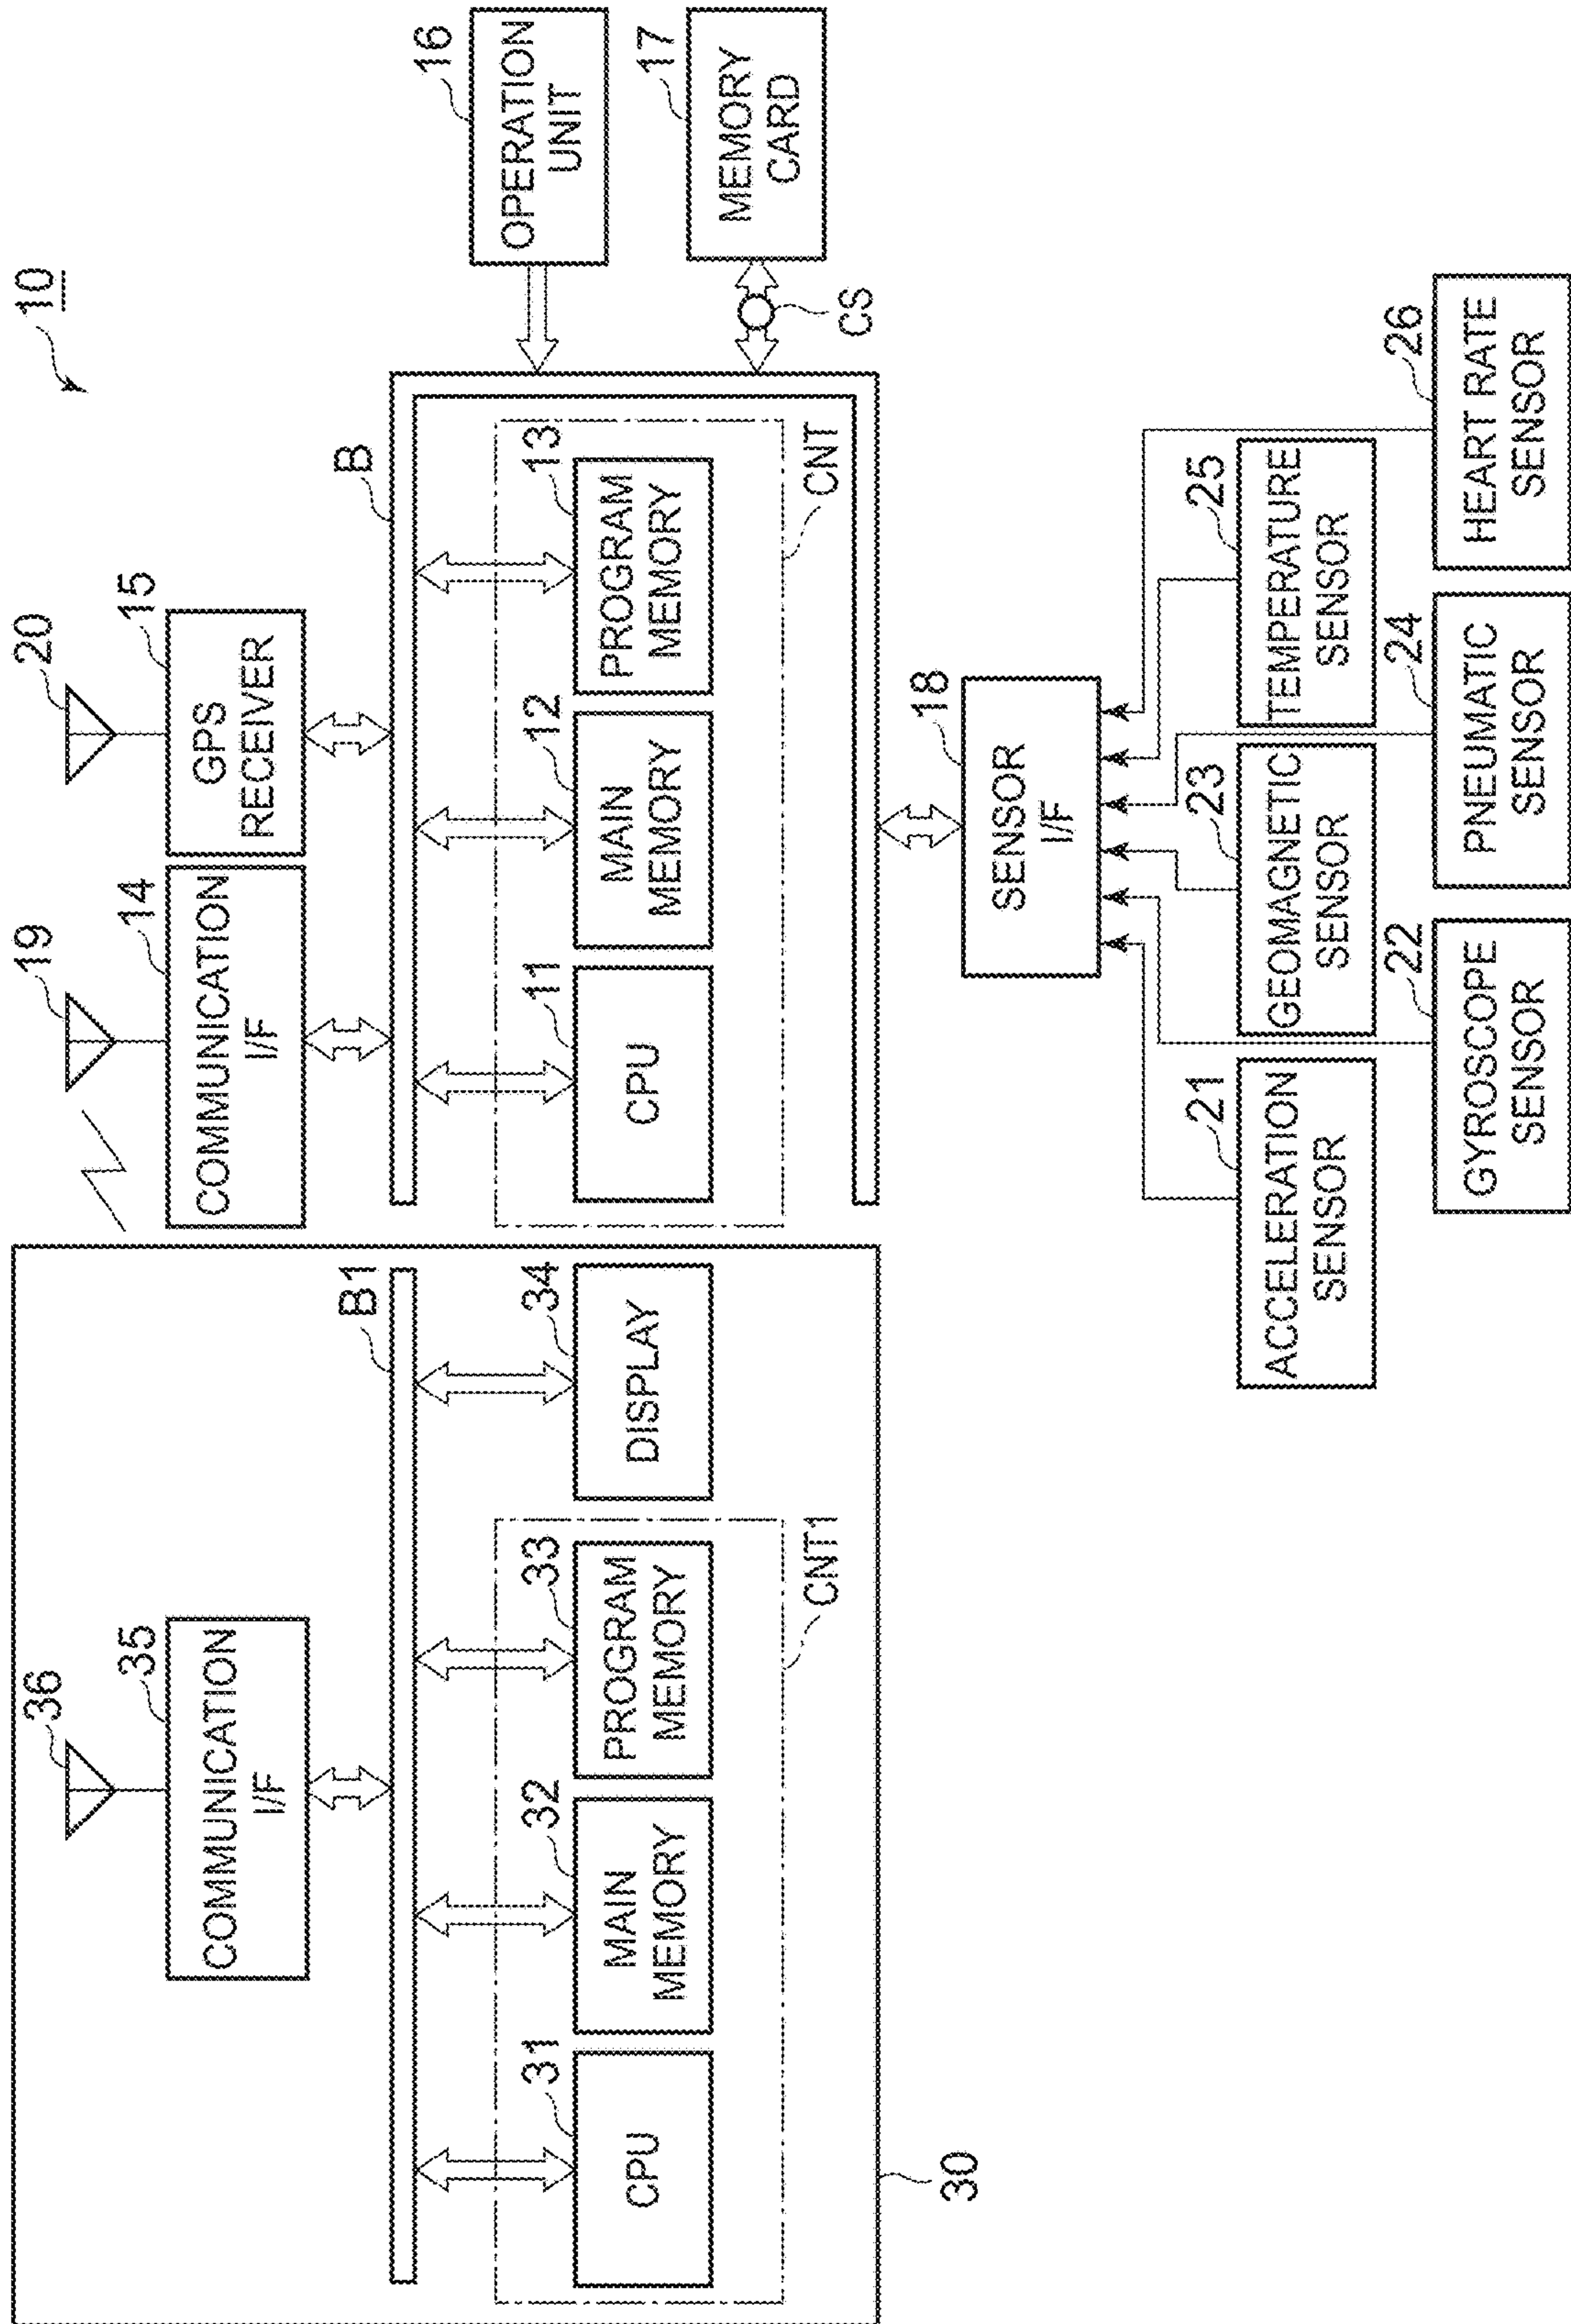 10
36
35
COMMUNICATION
I/F
B1
31
CPU
32
MAIN
MEMORY
33
PROGRAM
MEMORY
34
DISPLAY
CNT1
30
19
14
COMMUNICATION
I/F
20
15
GPS
RECEIVER
B
11
CPU
12
MAIN
MEMORY
13
PROGRAM
MEMORY
CNT
16
OPERATION
UNIT
17
MEMORY
CARD
CS
18
SENSOR
I/F
21
ACCELERATION
SENSOR
22
GYROSCOPE
SENSOR
23
GEOMAGNETIC
SENSOR
24
PNEUMATIC
SENSOR
25
TEMPERATURE
SENSOR
26
HEART RATE
SENSOR